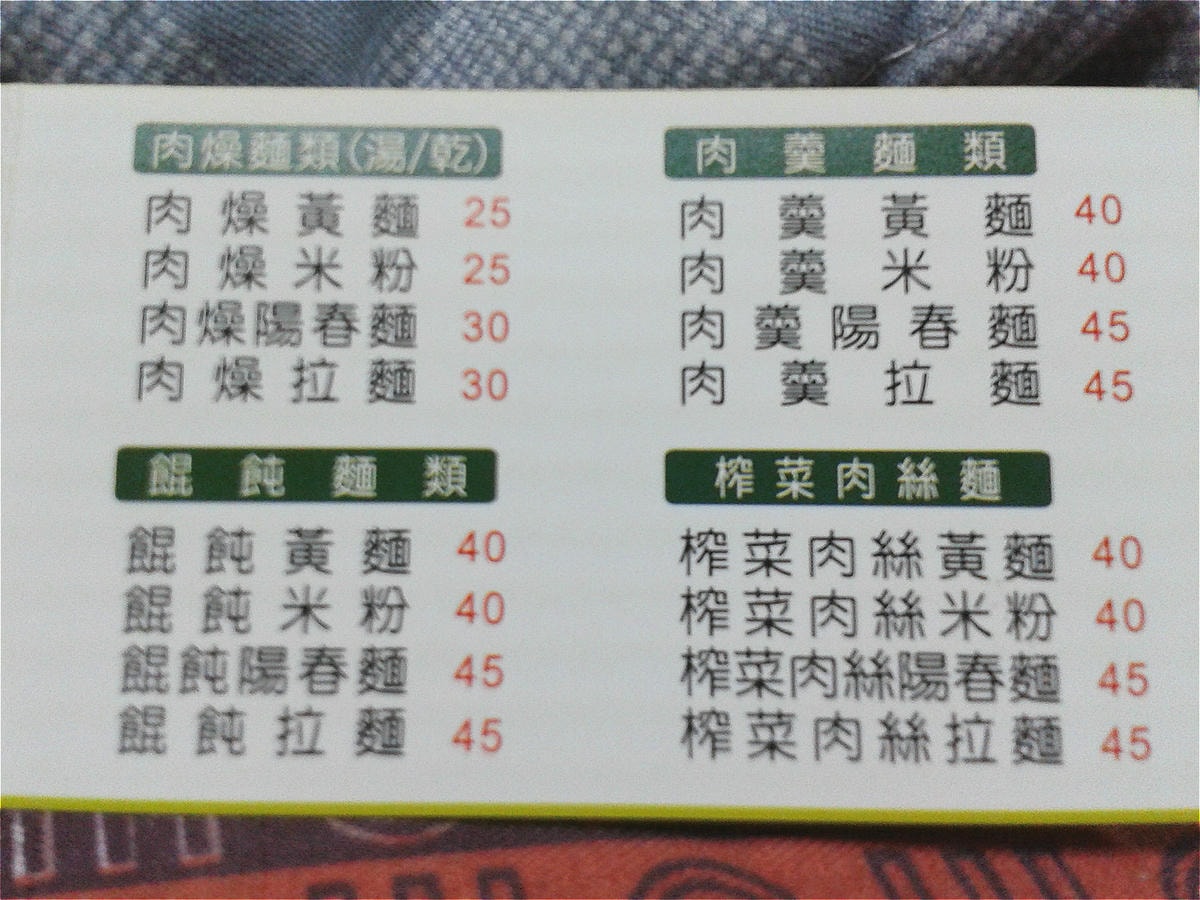 肉燥麵類(湯/乾)
肉燥黃麵 25
肉燥米粉 25
肉燥陽春麵 30
肉燥拉麵 30
肉羹麵類
肉羹黃麵 40
肉羹米粉 40
肉羹陽春麵 45
肉羹拉麵 45
餛飩麵類
餛飩黃麵 40
餛飩米粉 40
餛飩陽春麵 45
餛飩拉麵 45
榨菜肉絲麵
榨菜肉絲黃麵 40
榨菜肉絲米粉 40
榨菜肉絲陽春麵 45
榨菜肉絲拉麵 45